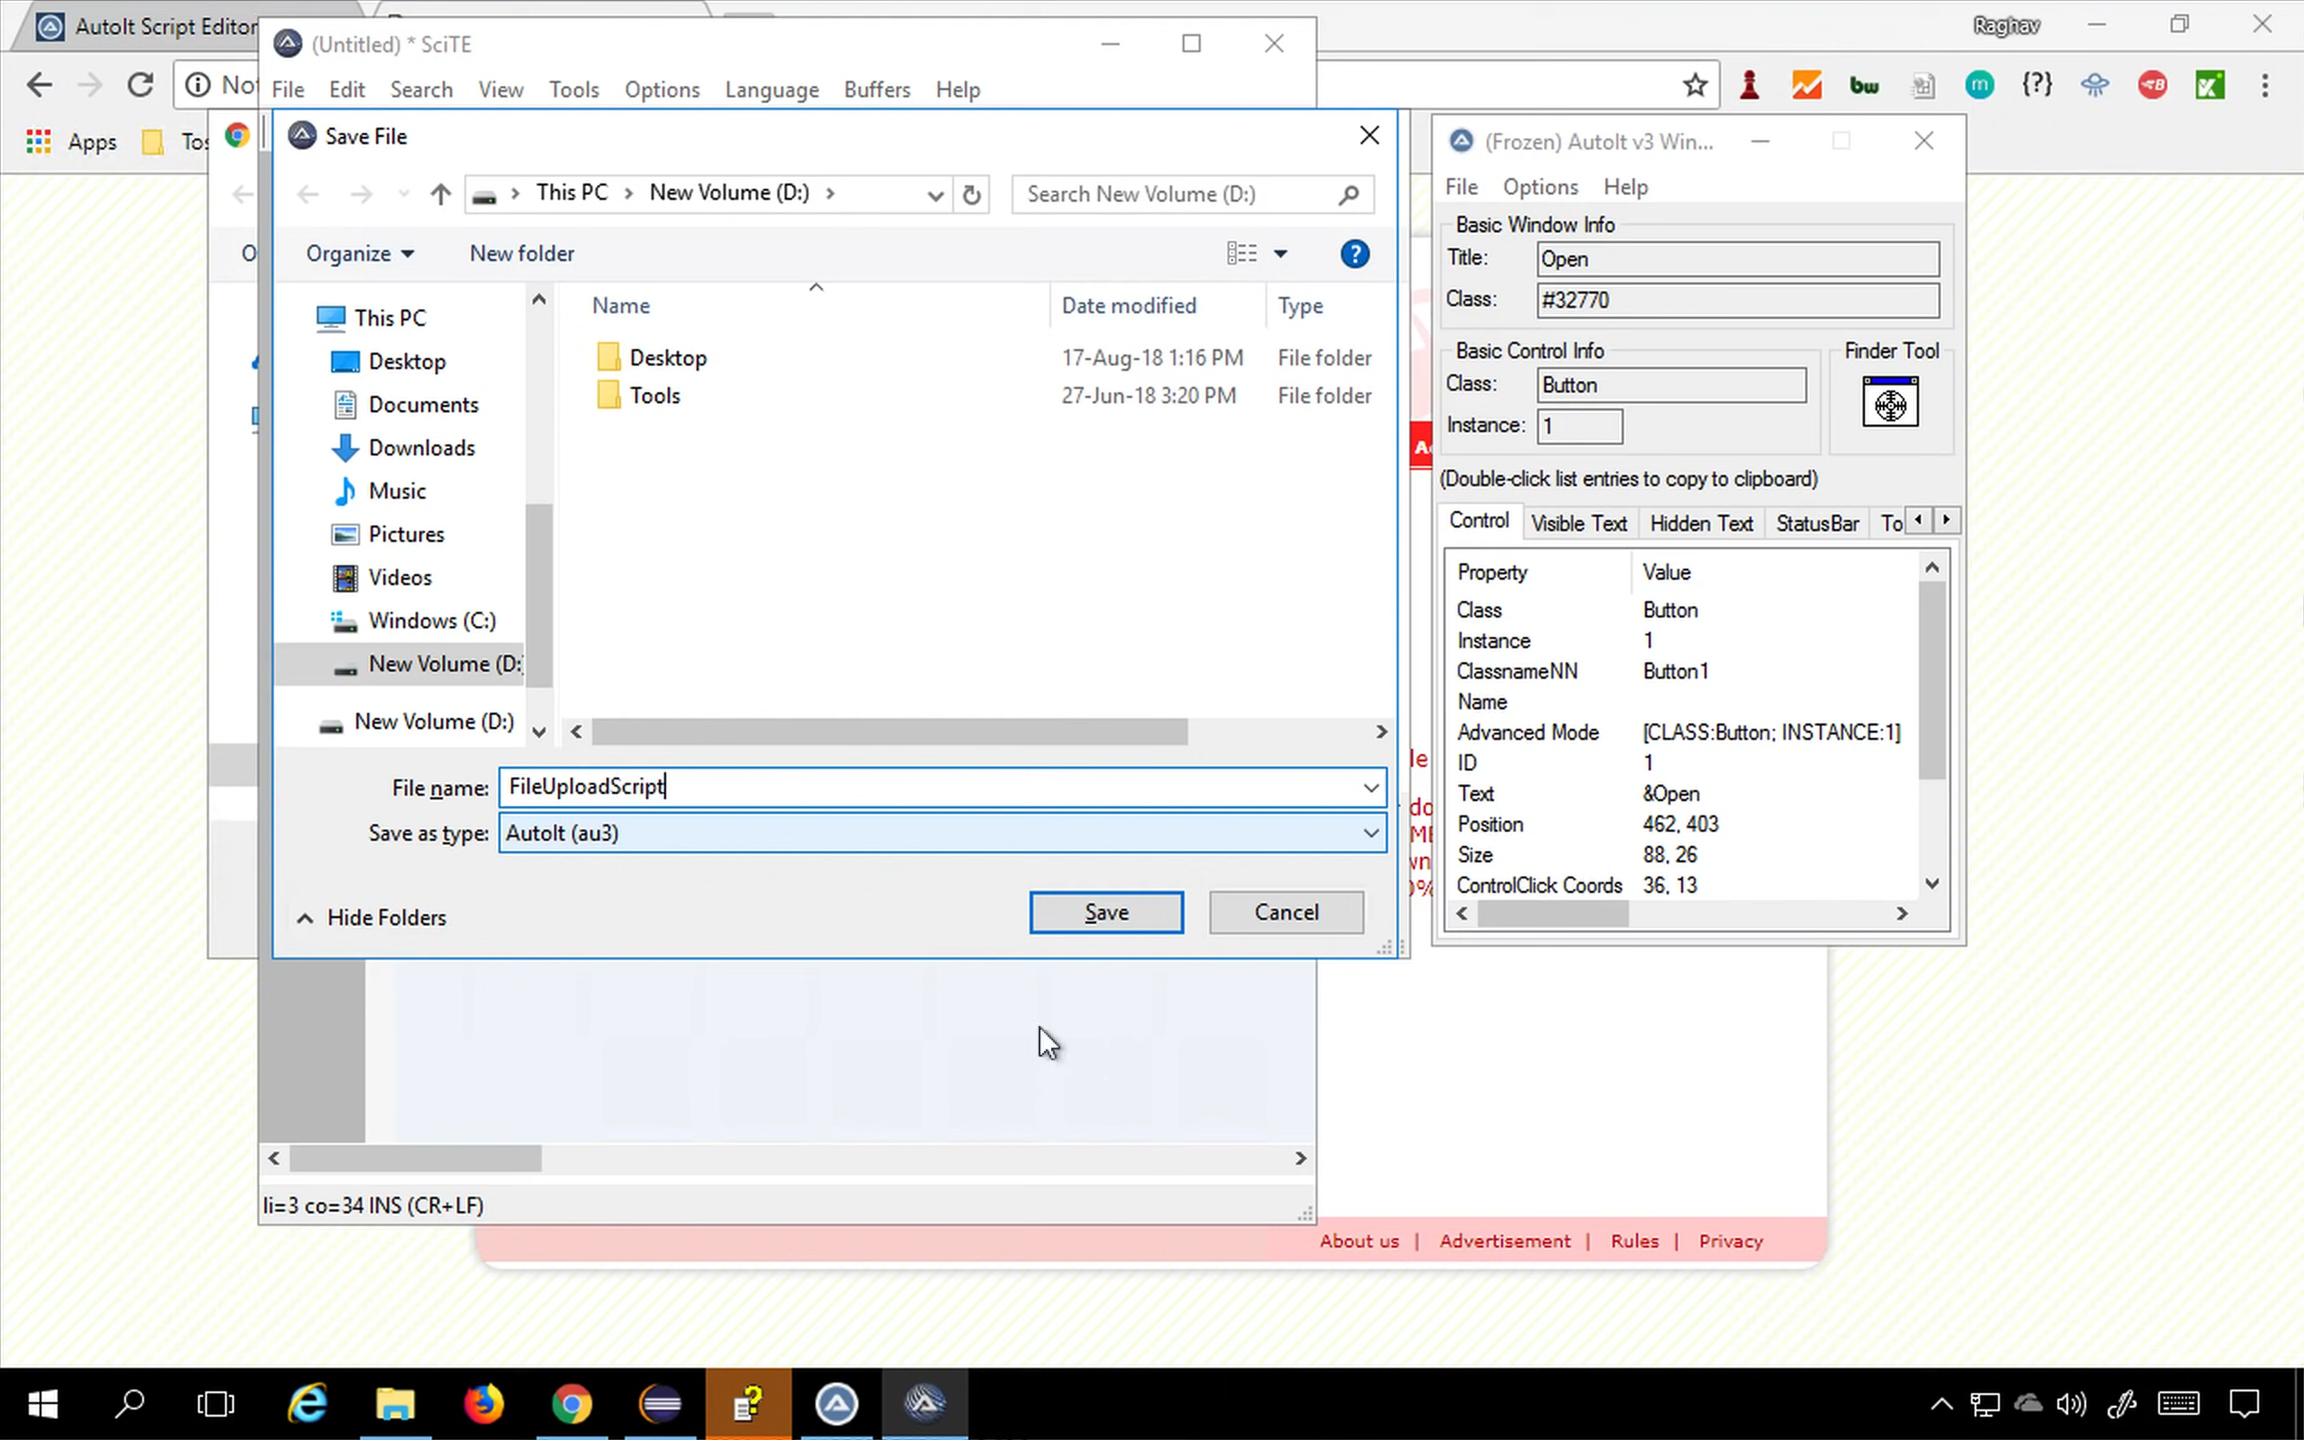 AutoIt Script Editor
Raghav
Not
bw
m
{?}
Apps
Tos
(Untitled) * SciTE
File Edit Search View Tools Options Language Buffers Help
Save File
This PC > New Volume (D:) >
Search New Volume (D:)
Organize New folder
Name Date modified Type
This PC
Desktop
Documents
Downloads
Music
Pictures
Videos
Windows (C:)
New Volume (D:
New Volume (D:)
Desktop 17-Aug-18 1:16 PM File folder
Tools 27-Jun-18 3:20 PM File folder
File name: FileUploadScript
Save as type: AutoIt (au3)
Hide Folders
Save Cancel
li=3 co=34 INS (CR+LF)
(Frozen) AutoIt v3 Win...
File Options Help
Basic Window Info
Title: Open
Class: #32770
Basic Control Info
Finder Tool
Class: Button
Instance: 1
(Double-click list entries to copy to clipboard)
Control Visible Text Hidden Text StatusBar To
Property Value
Class Button
Instance 1
ClassnameNN Button1
Name
Advanced Mode [CLASS:Button; INSTANCE:1]
ID 1
Text &Open
Position 462, 403
Size 88, 26
ControlClick Coords 36, 13
About us | Advertisement | Rules | Privacy